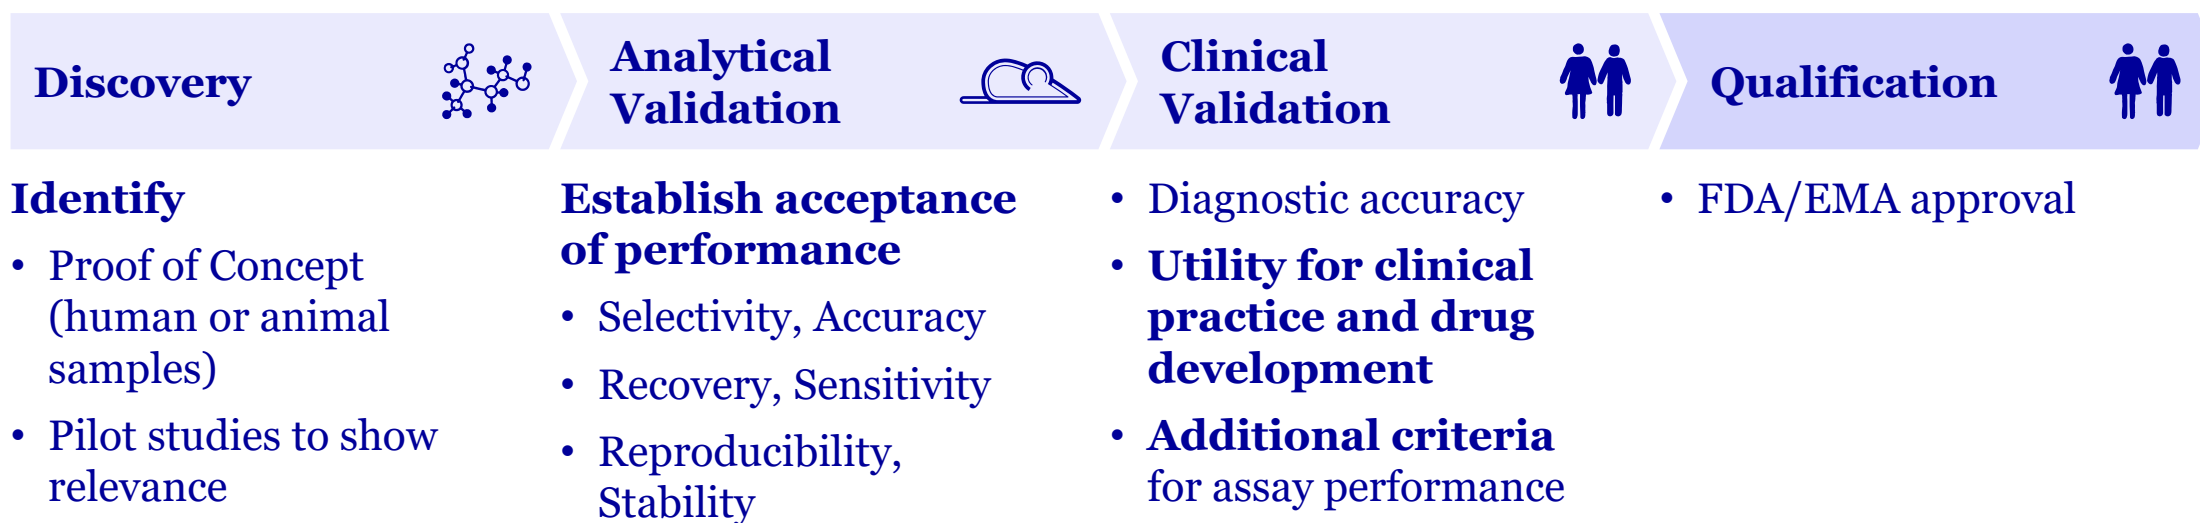 Discovery
Analytical
Validation
Clinical
Validation
Qualification
Identify
• Proof of Concept
(human or animal
samples)
• Pilot studies to show
relevance
Establish acceptance
of performance
• Selectivity, Accuracy
• Recovery, Sensitivity
• Reproducibility,
Stability
• Diagnostic accuracy
• Utility for clinical
practice and drug
development
• Additional criteria
for assay performance
• FDA/EMA approval